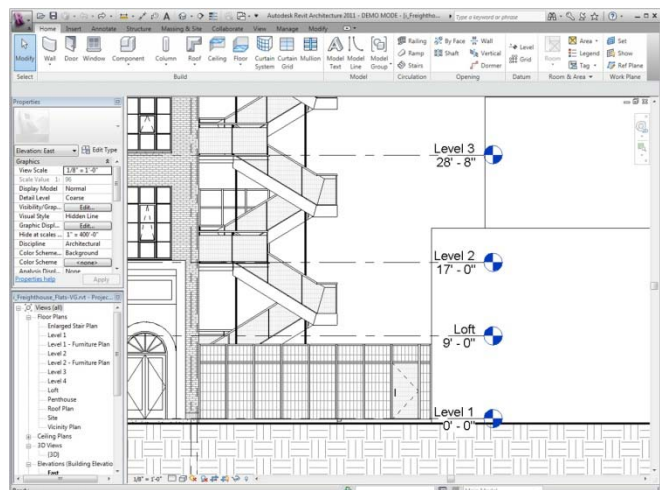 Autodesk Revit Architecture 2011 - DEMO MODE -
Type a keyword or phrase
Home Insert Annotate Structure Massing & Site Collaborate View Manage Modify
Modify Wall Door Window Component Column Roof Ceiling Floor Curtain System Curtain Grid Mullion Model Text Model Line Model Group
Railing By Face Wall Level Room Area Set
Ramp Shaft Vertical Grid Legend Show
Stairs Dormer Tag Ref Plane
Select Build Model Circulation Opening Datum Room & Area Work Plane
Properties
Elevation: East Edit Type
Graphics
View Scale 1/8" = 1'-0"
Scale Value 1: 96
Display Model Normal
Detail Level Coarse
Visibility/Grap... Edit...
Visual Style Hidden Line
Graphic Displ... Edit...
Hide at scales ... 1" = 400'-0"
Discipline Architectural
Color Scheme... Background
Color Scheme <none>
Analysis Displ... None
Properties help Apply
Views (all)
Floor Plans
Enlarged Stair Plan
Level 1
Level 1 - Furniture Plan
Level 2
Level 2 - Furniture Plan
Level 3
Level 4
Loft
Penthouse
Roof Plan
Site
Vicinity Plan
Ceiling Plans
3D Views
{3D}
Elevations (Building Elevatio
East
Level 3
28' - 8"
Level 2
17' - 0"
Loft
9' - 0"
Level 1
0' - 0"
1/8" = 1'-0"